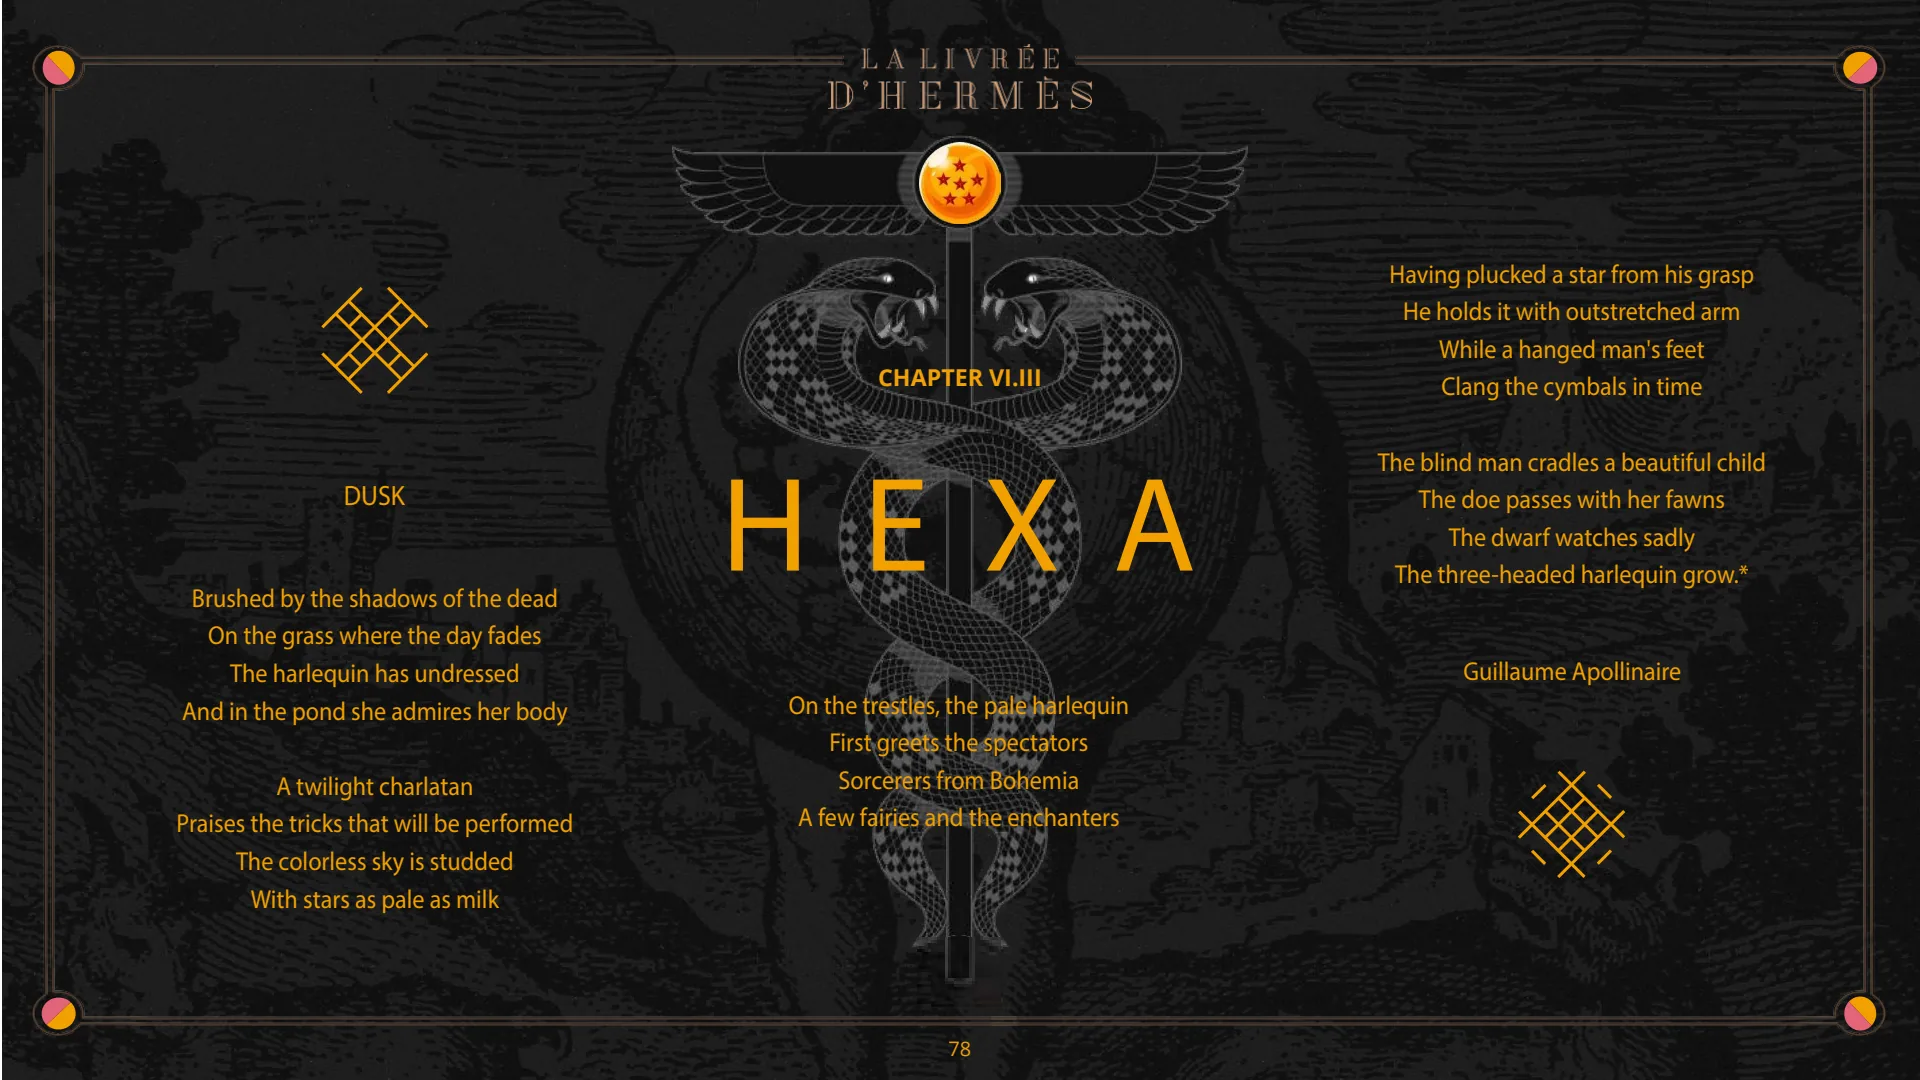 LA LIVRÉE
D'HERMÈS
CHAPTER VI.III
HEXA
DUSK
Brushed by the shadows of the dead
On the grass where the day fades
The harlequin has undressed
And in the pond she admires her body
A twilight charlatan
Praises the tricks that will be performed
The colorless sky is studded
With stars as pale as milk
On the trestles, the pale harlequin
First greets the spectators
Sorcerers from Bohemia
A few fairies and the enchanters
Having plucked a star from his grasp
He holds it with outstretched arm
While a hanged man's feet
Clang the cymbals in time
The blind man cradles a beautiful child
The doe passes with her fawns
The dwarf watches sadly
The three-headed harlequin grow.*
Guillaume Apollinaire
78